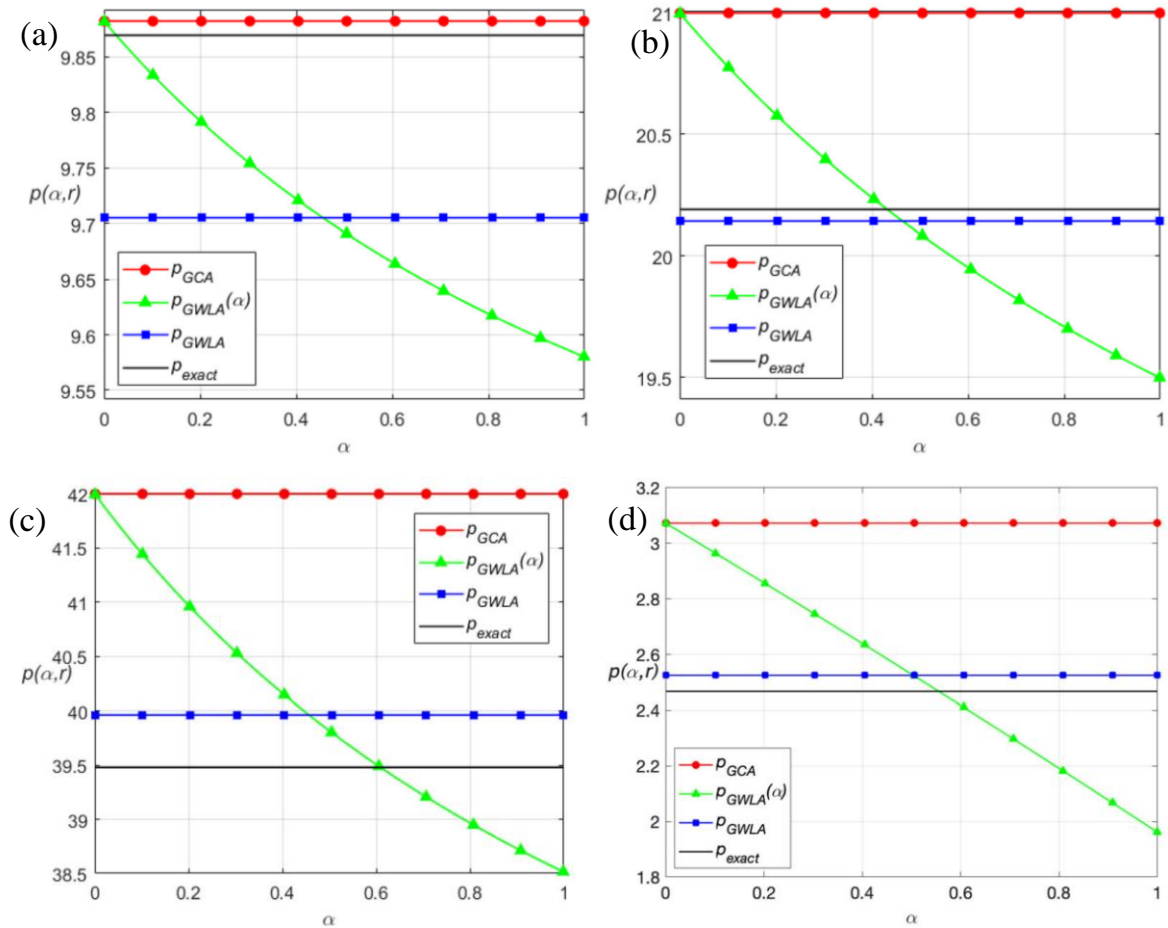 (a)
9.85
9.8
9.75
p(α,r)
9.7
9.65
9.6
9.55
p_GCA
p_GWLA(α)
p_GWLA
p_exact
0 0.2 0.4 0.6 0.8 1
α
(b)
21
20.5
p(α,r)
20
19.5
p_GCA
p_GWLA(α)
p_GWLA
p_exact
0 0.2 0.4 0.6 0.8 1
α
(c)
42
41.5
41
40.5
p(α,r)
40
39.5
39
38.5
p_GCA
p_GWLA(α)
p_GWLA
p_exact
0 0.2 0.4 0.6 0.8 1
α
(d)
3.2
3
2.8
2.6
p(α,r)
2.4
2.2
2
1.8
p_GCA
p_GWLA(α)
p_GWLA
p_exact
0 0.2 0.4 0.6 0.8 1
α